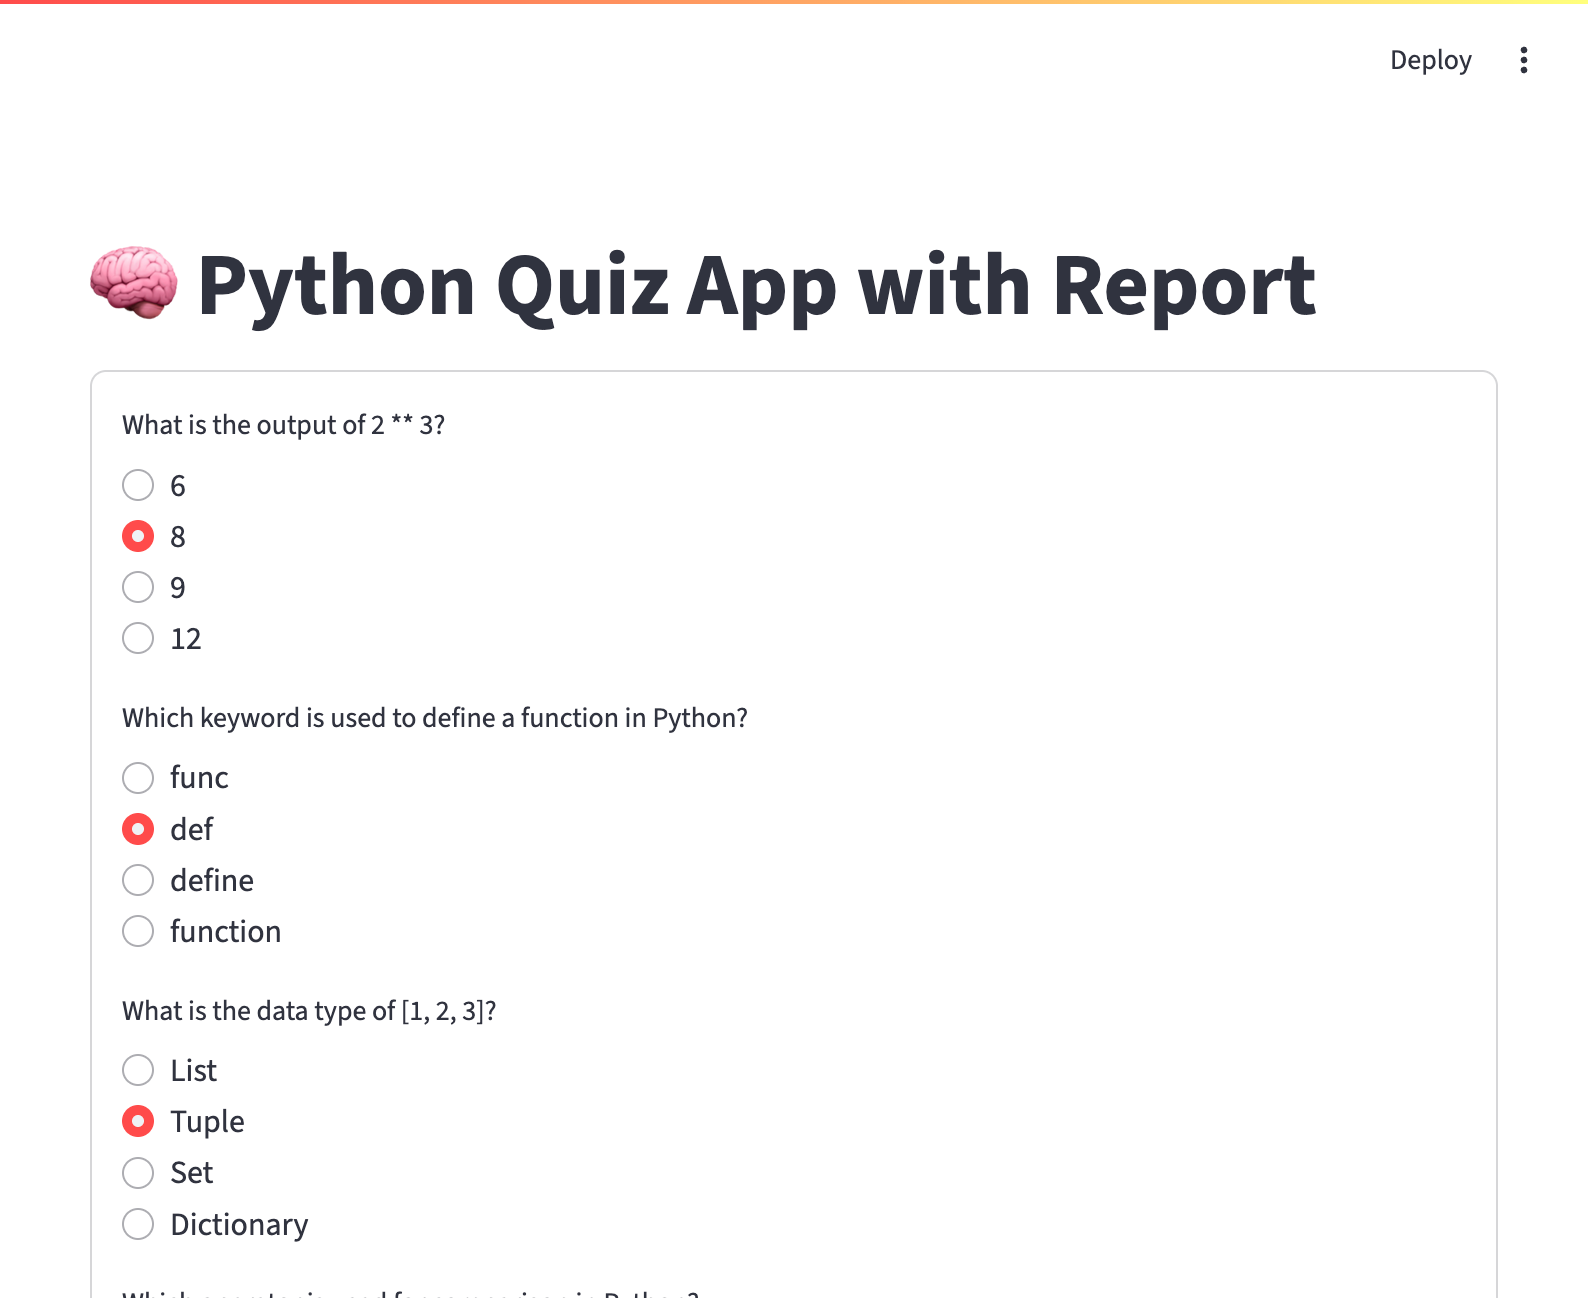 Deploy
Python Quiz App with Report
What is the output of 2 ** 3?
6
8
9
12
Which keyword is used to define a function in Python?
func
def
define
function
What is the data type of [1, 2, 3]?
List
Tuple
Set
Dictionary